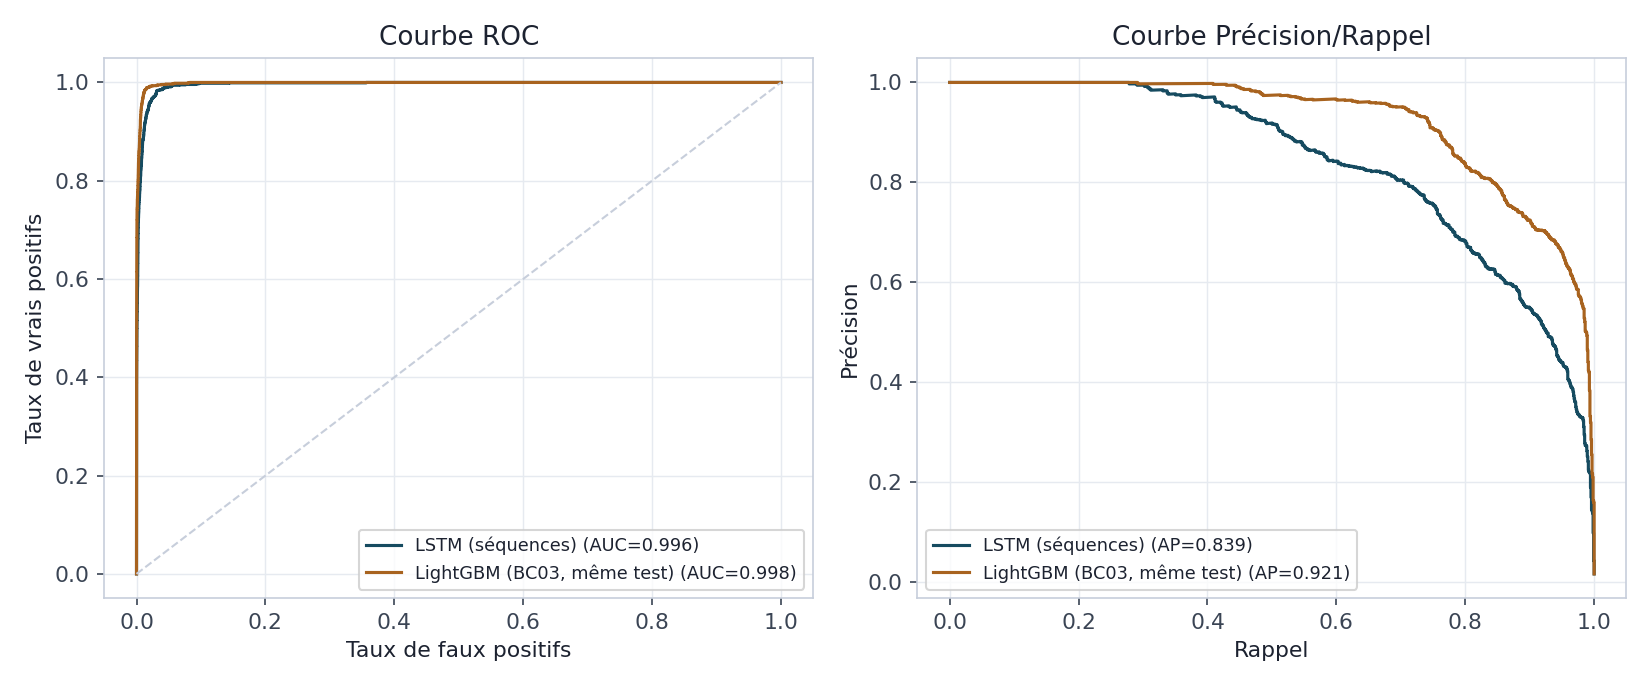 Courbe ROC
1.0
0.8
0.6
0.4
0.2
0.0
Taux de vrais positifs
0.0 0.2 0.4 0.6 0.8 1.0
Taux de faux positifs
LSTM (séquences) (AUC=0.996)
LightGBM (BC03, même test) (AUC=0.998)
Courbe Précision/Rappel
1.0
0.8
0.6
0.4
0.2
0.0
Précision
0.0 0.2 0.4 0.6 0.8 1.0
Rappel
LSTM (séquences) (AP=0.839)
LightGBM (BC03, même test) (AP=0.921)